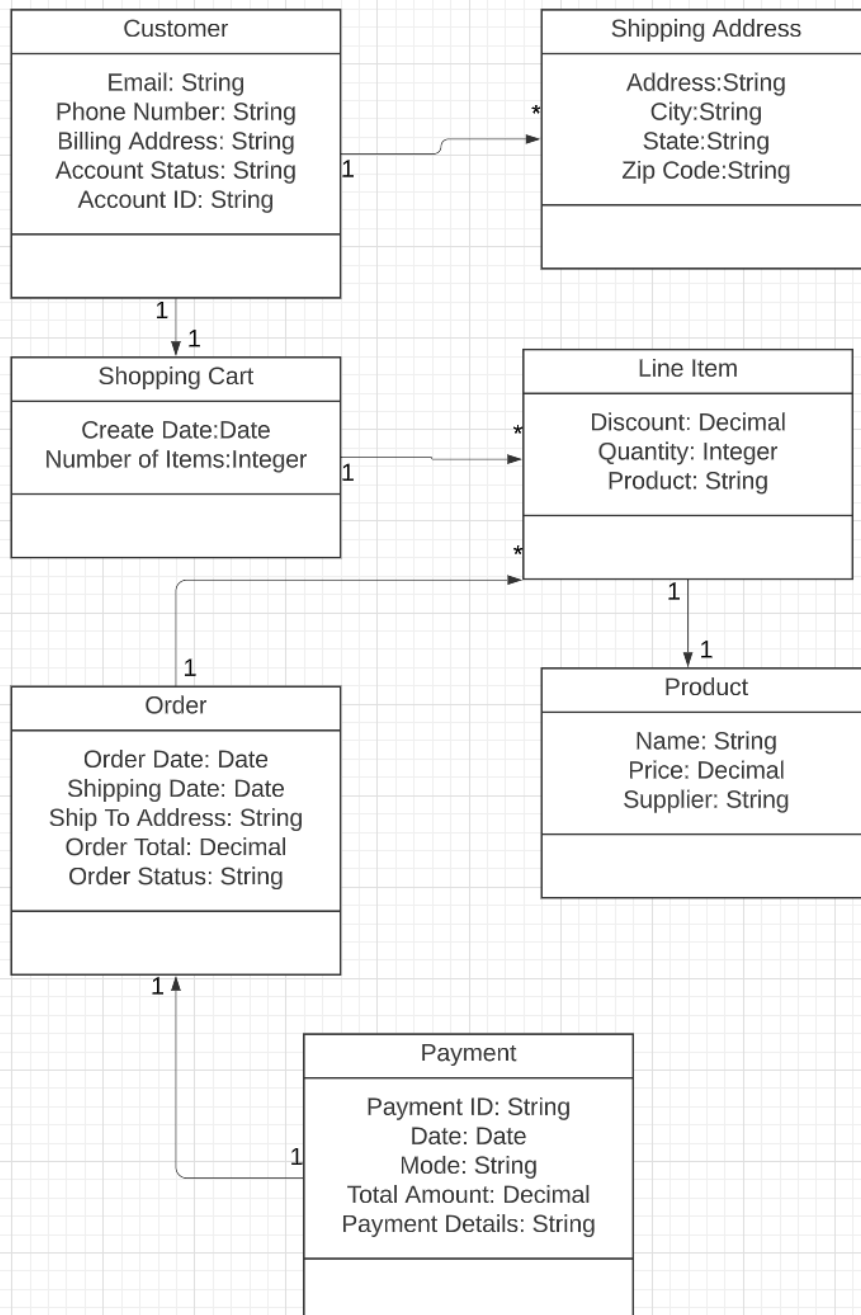 Customer
Email: String
Phone Number: String
Billing Address: String
Account Status: String
Account ID: String
1
*
Shipping Address
Address:String
City:String
State:String
Zip Code:String
1
1
Shopping Cart
Create Date:Date
Number of Items:Integer
1
*
Line Item
Discount: Decimal
Quantity: Integer
Product: String
*
1
1
1
Order
Order Date: Date
Shipping Date: Date
Ship To Address: String
Order Total: Decimal
Order Status: String
Product
Name: String
Price: Decimal
Supplier: String
1
1
Payment
Payment ID: String
Date: Date
Mode: String
Total Amount: Decimal
Payment Details: String